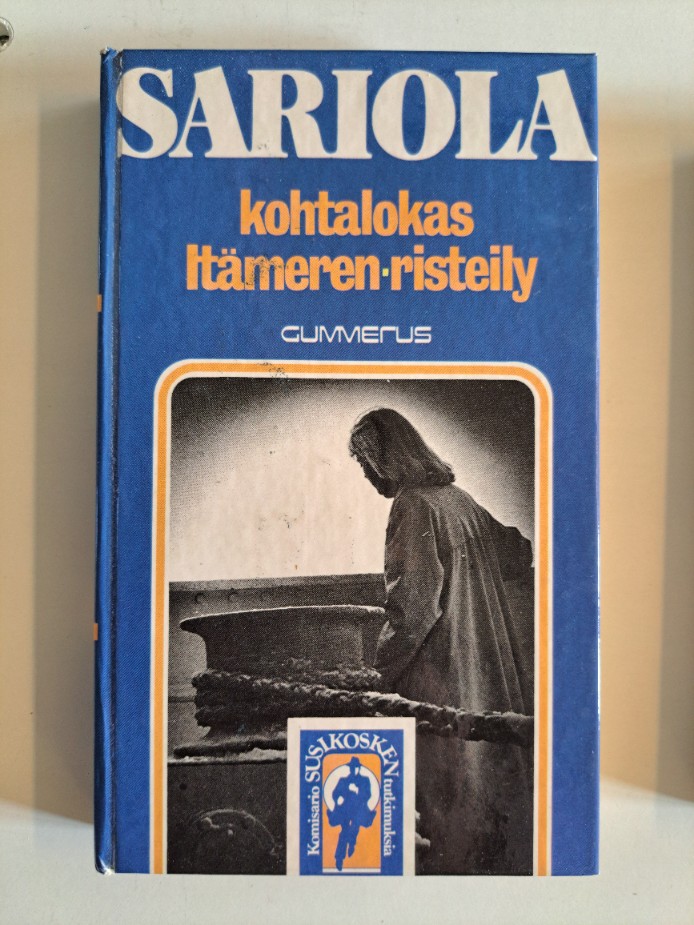 SARIOLA
kohtalokas
Itämeren-risteily
GUMMERUS
Komisario SUSIKOSKEN tutkimuksia